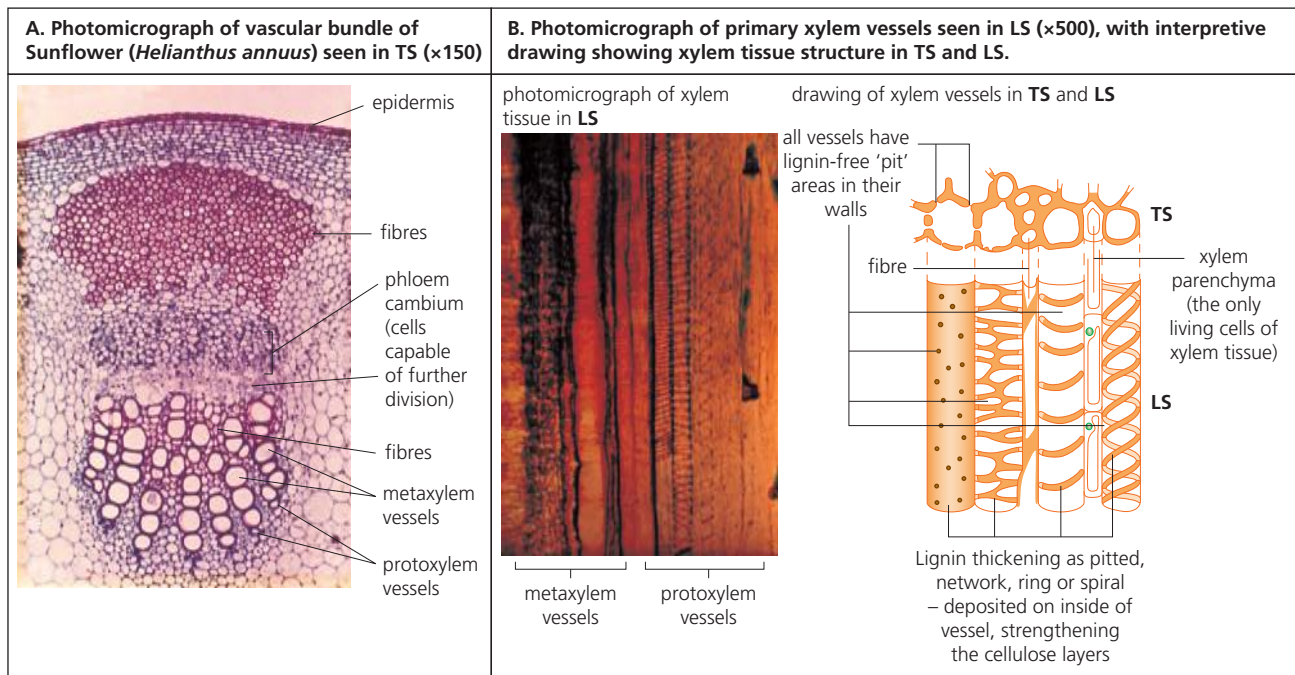 A. Photomicrograph of vascular bundle of
Sunflower (Helianthus annuus) seen in TS (×150)
epidermis
fibres
phloem
cambium
(cells
capable
of further
division)
fibres
metaxylem
vessels
protoxylem
vessels
B. Photomicrograph of primary xylem vessels seen in LS (×500), with interpretive
drawing showing xylem tissue structure in TS and LS.
photomicrograph of xylem
tissue in LS
metaxylem
vessels
protoxylem
vessels
drawing of xylem vessels in TS and LS
all vessels have
lignin-free 'pit'
areas in their
walls
TS
fibre
xylem
parenchyma
(the only
living cells of
xylem tissue)
LS
Lignin thickening as pitted,
network, ring or spiral
– deposited on inside of
vessel, strengthening
the cellulose layers